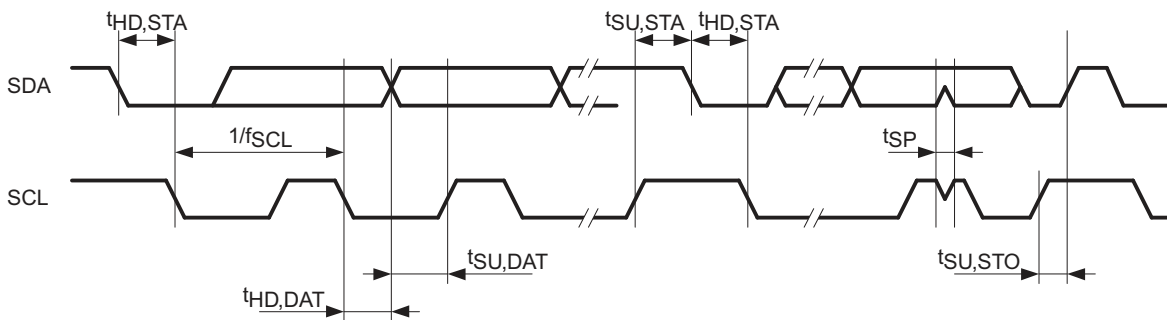 tHD,STA
tSU,STA
tHD,STA
SDA
1/fSCL
tSP
SCL
tSU,DAT
tSU,STO
tHD,DAT